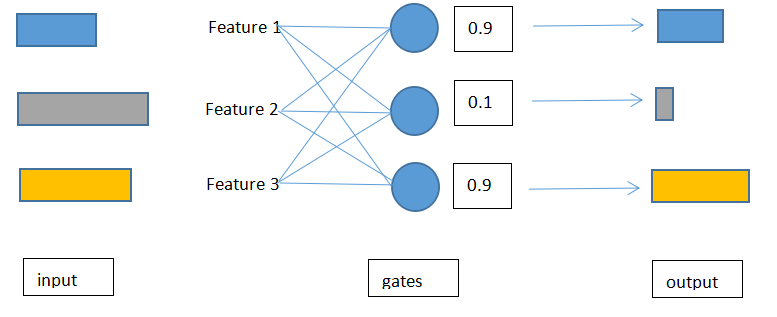 Feature 1
0.9
Feature 2
0.1
Feature 3
0.9
input
gates
output